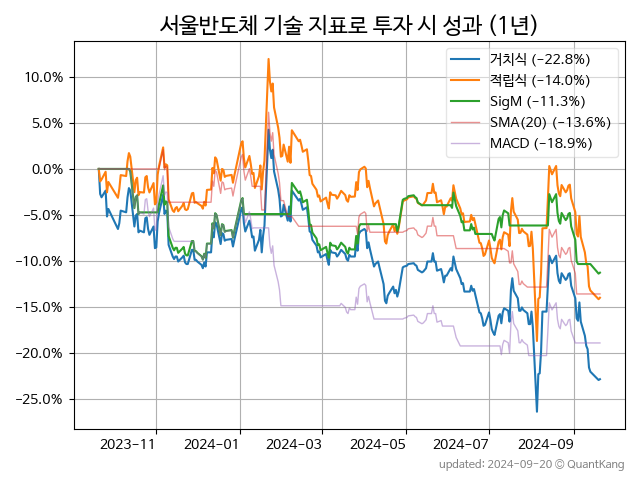 서울반도체 기술 지표로 투자 시 성과 (1년)
거치식 (−22.8%)
적립식 (−14.0%)
SigM (−11.3%)
SMA(20) (−13.6%)
MACD (−18.9%)
10.0%
5.0%
0.0%
−5.0%
−10.0%
−15.0%
−20.0%
−25.0%
2023−11 2024−01 2024−03 2024−05 2024−07 2024−09
updated: 2024−09−20 © QuantKang